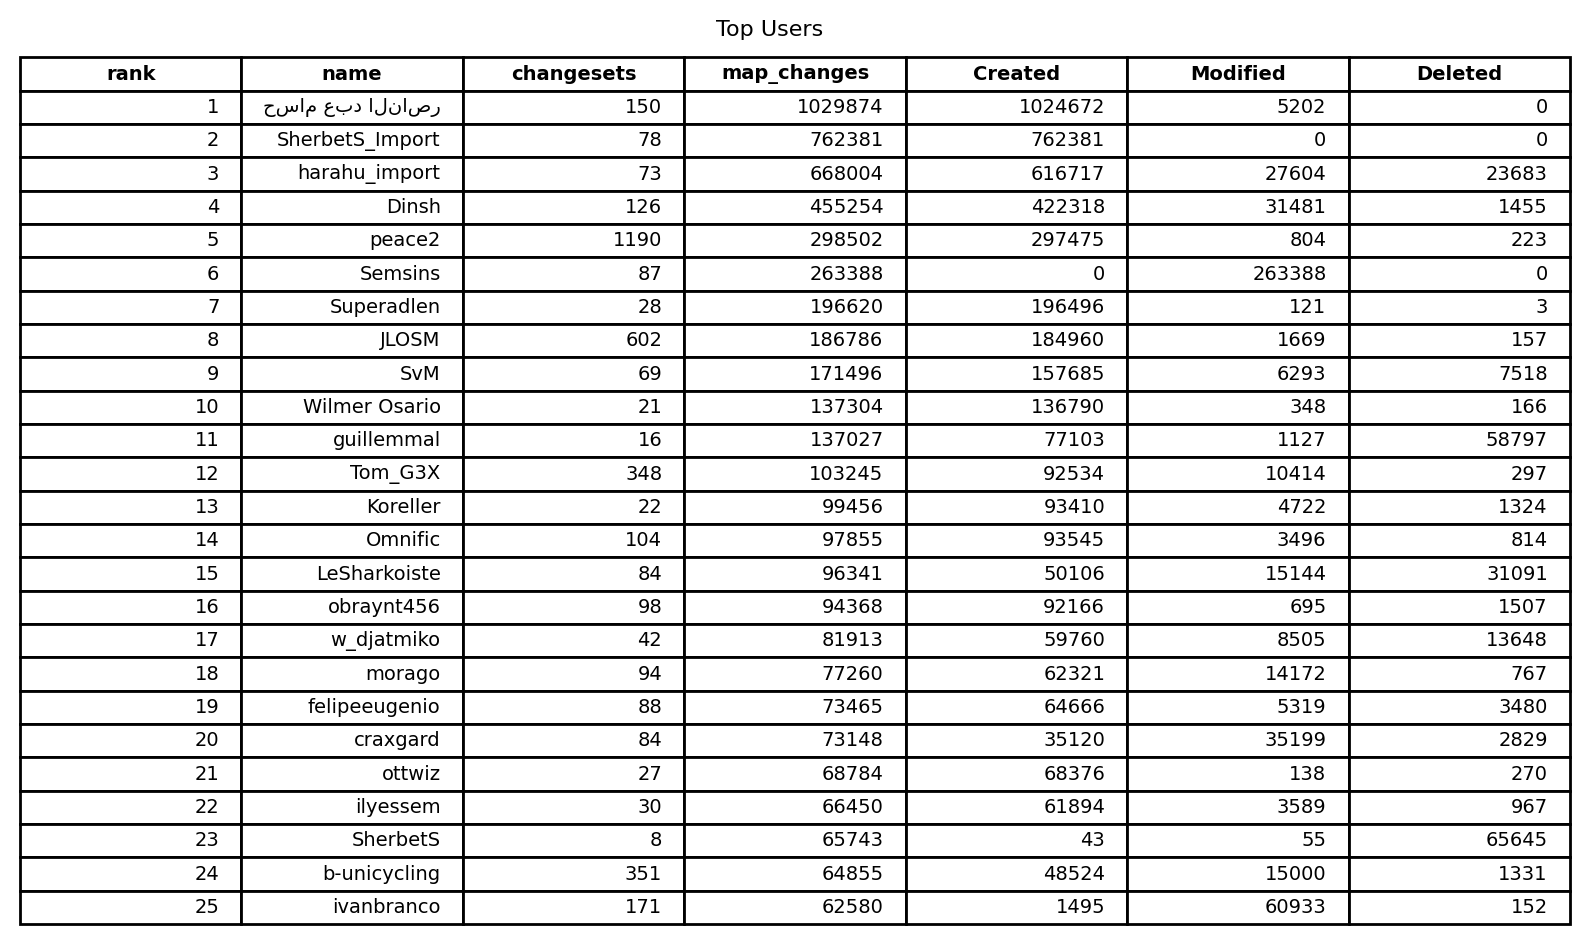 Top Users
rank name changesets map_changes Created Modified Deleted
1 حسام عبد الناصر 150 1029874 1024672 5202 0
2 SherbetS_Import 78 762381 762381 0 0
3 harahu_import 73 668004 616717 27604 23683
4 Dinsh 126 455254 422318 31481 1455
5 peace2 1190 298502 297475 804 223
6 Semsins 87 263388 0 263388 0
7 Superadlen 28 196620 196496 121 3
8 JLOSM 602 186786 184960 1669 157
9 SvM 69 171496 157685 6293 7518
10 Wilmer Osario 21 137304 136790 348 166
11 guillemmal 16 137027 77103 1127 58797
12 Tom_G3X 348 103245 92534 10414 297
13 Koreller 22 99456 93410 4722 1324
14 Omnific 104 97855 93545 3496 814
15 LeSharkoiste 84 96341 50106 15144 31091
16 obraynt456 98 94368 92166 695 1507
17 w_djatmiko 42 81913 59760 8505 13648
18 morago 94 77260 62321 14172 767
19 felipeeugenio 88 73465 64666 5319 3480
20 craxgard 84 73148 35120 35199 2829
21 ottwiz 27 68784 68376 138 270
22 ilyessem 30 66450 61894 3589 967
23 SherbetS 8 65743 43 55 65645
24 b-unicycling 351 64855 48524 15000 1331
25 ivanbranco 171 62580 1495 60933 152